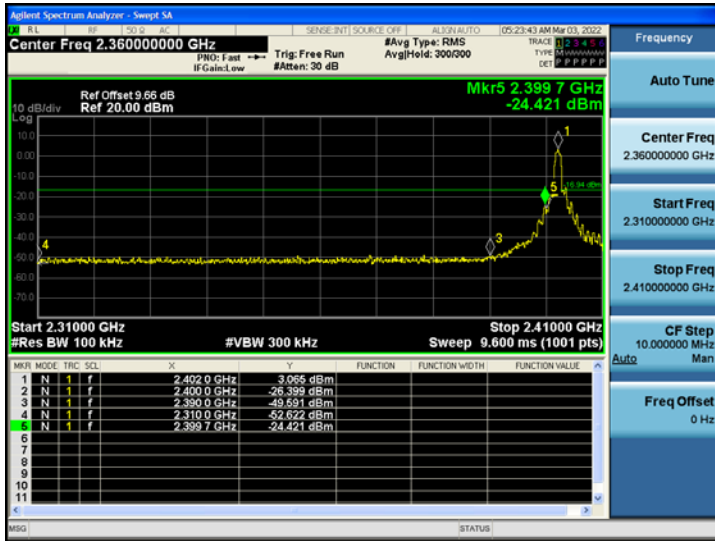 Agilent Spectrum Analyzer - Swept SA
RL RF 50 Ω AC SENSE:INT SOURCE OFF ALIGN AUTO 05:23:43 AM Mar 03, 2022
Center Freq 2.360000000 GHz #Avg Type: RMS TRACE 1 2 3 4 5 6
PNO: Fast Trig: Free Run Avg|Hold: 300/300 TYPE M W W W W W
IFGain:Low #Atten: 30 dB DET P P P P P P
Ref Offset 9.66 dB Mkr5 2.399 7 GHz
10 dB/div Ref 20.00 dBm -24.421 dBm
Log
10.0
0.00
-10.0
-20.0
-30.0
-40.0
-50.0
-60.0
-70.0
1
5
-16.94 dBm
3
4
Start 2.31000 GHz Stop 2.41000 GHz
#Res BW 100 kHz #VBW 300 kHz Sweep 9.600 ms (1001 pts)
MKR MODE TRC SCL X Y FUNCTION FUNCTION WIDTH FUNCTION VALUE
1 N 1 f 2.402 0 GHz 3.065 dBm
2 N 1 f 2.400 0 GHz -26.399 dBm
3 N 1 f 2.390 0 GHz -49.591 dBm
4 N 1 f 2.310 0 GHz -52.622 dBm
5 N 1 f 2.399 7 GHz -24.421 dBm
6
7
8
9
10
11
MSG STATUS
Frequency
Auto Tune
Center Freq
2.360000000 GHz
Start Freq
2.310000000 GHz
Stop Freq
2.410000000 GHz
CF Step
10.000000 MHz
Auto Man
Freq Offset
0 Hz